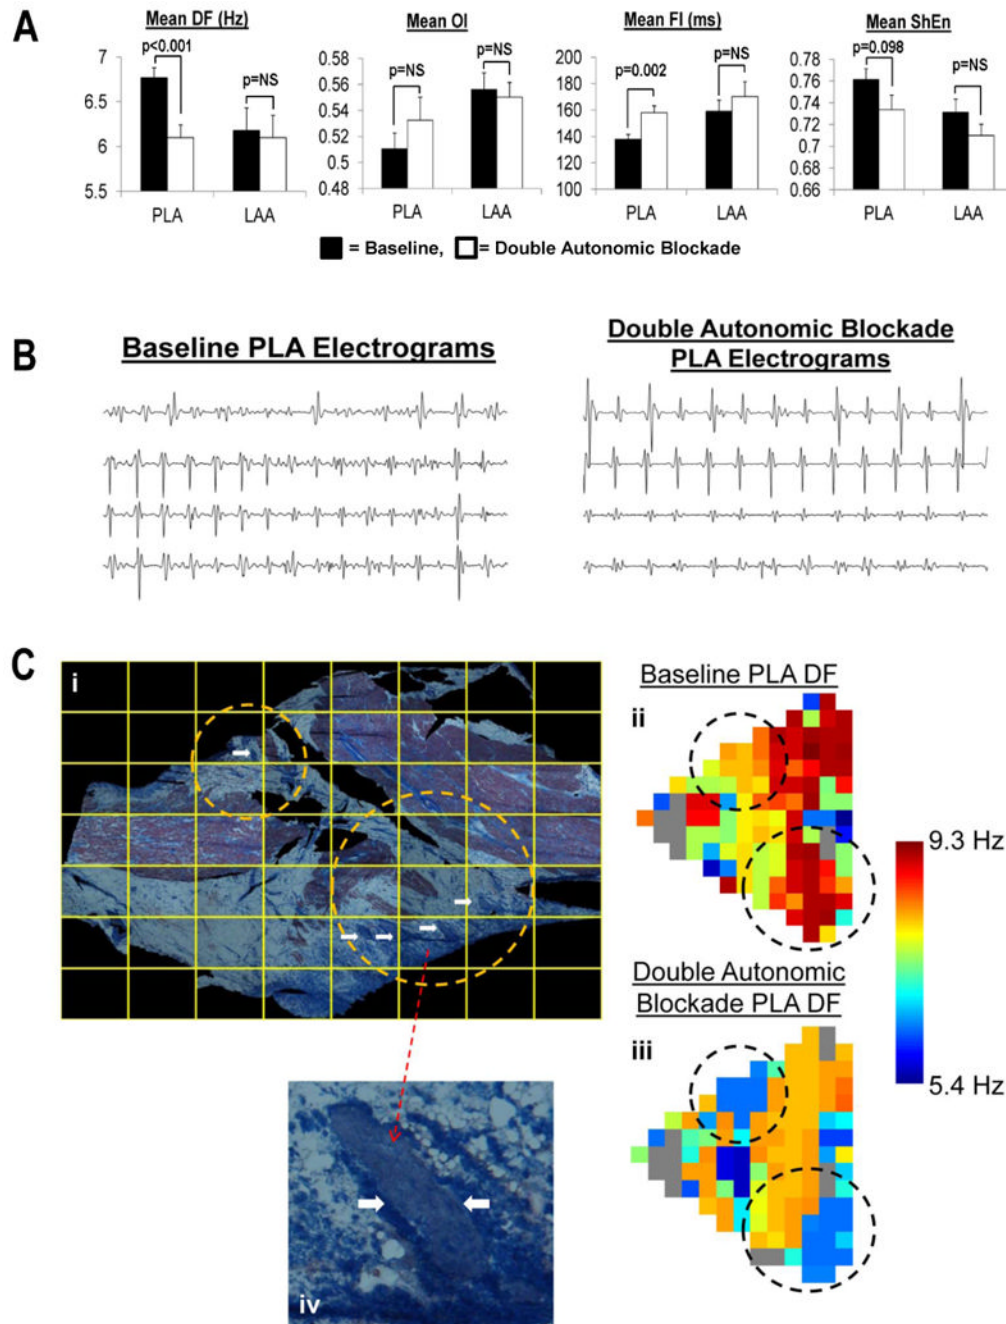 A
Mean DF (Hz)
p<0.001
p=NS
7
6.5
6
5.5
PLA
LAA
Mean OI
p=NS
p=NS
0.58
0.56
0.54
0.52
0.5
0.48
PLA
LAA
Mean FI (ms)
p=0.002
p=NS
200
180
160
140
120
100
PLA
LAA
Mean ShEn
p=0.098
p=NS
0.78
0.76
0.74
0.72
0.7
0.68
0.66
PLA
LAA
= Baseline, = Double Autonomic Blockade
B
Baseline PLA Electrograms
Double Autonomic Blockade
PLA Electrograms
C
i
Baseline PLA DF
ii
9.3 Hz
5.4 Hz
Double Autonomic
Blockade PLA DF
iii
iv